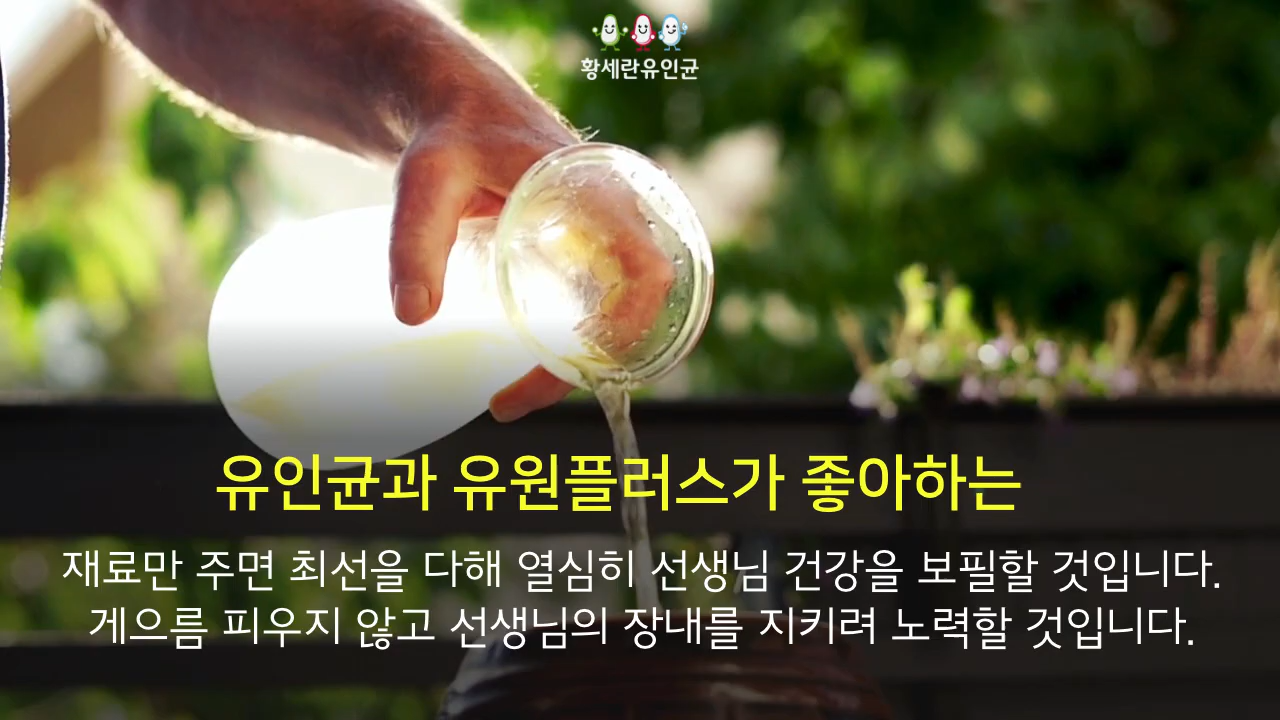 황세란유인균
유인균과 유원플러스가 좋아하는
재료만 주면 최선을 다해 열심히 선생님 건강을 보필할 것입니다.
게으름 피우지 않고 선생님의 장내를 지키려 노력할 것입니다.